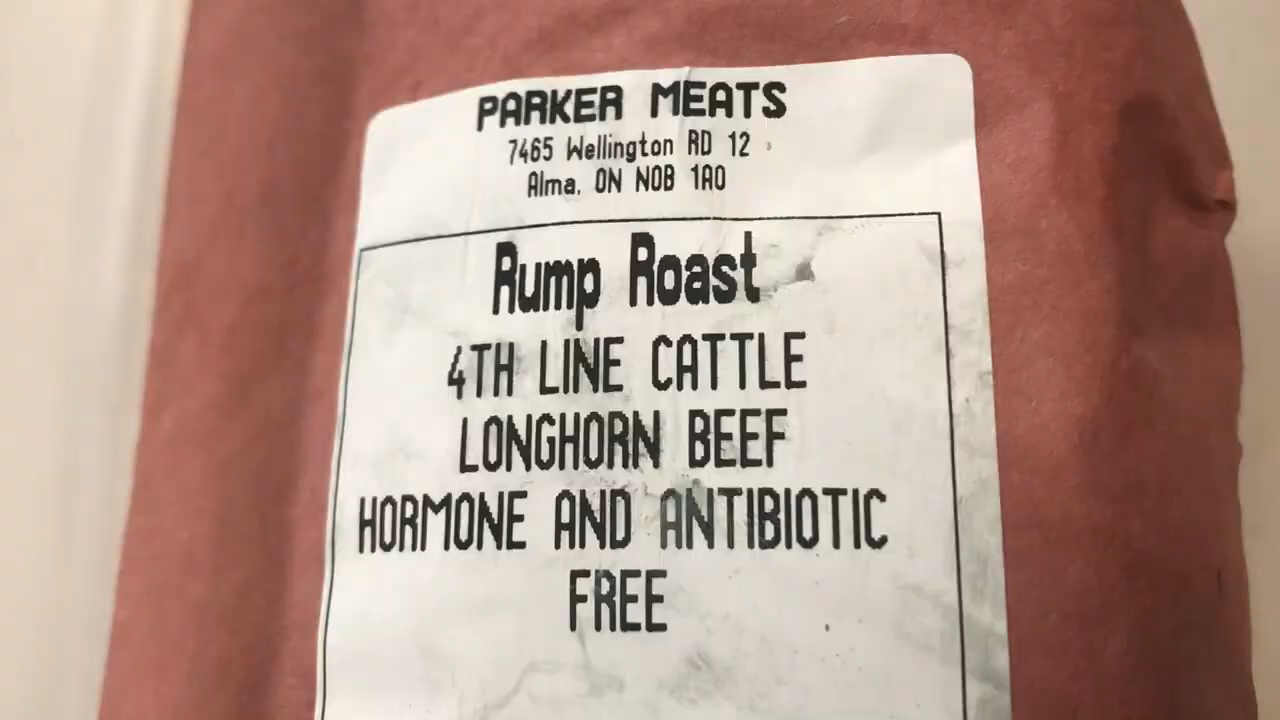 PARKER MEATS
7465 Wellington RD 12
Alma, ON N0B 1A0
Rump Roast
4TH LINE CATTLE
LONGHORN BEEF
HORMONE AND ANTIBIOTIC
FREE